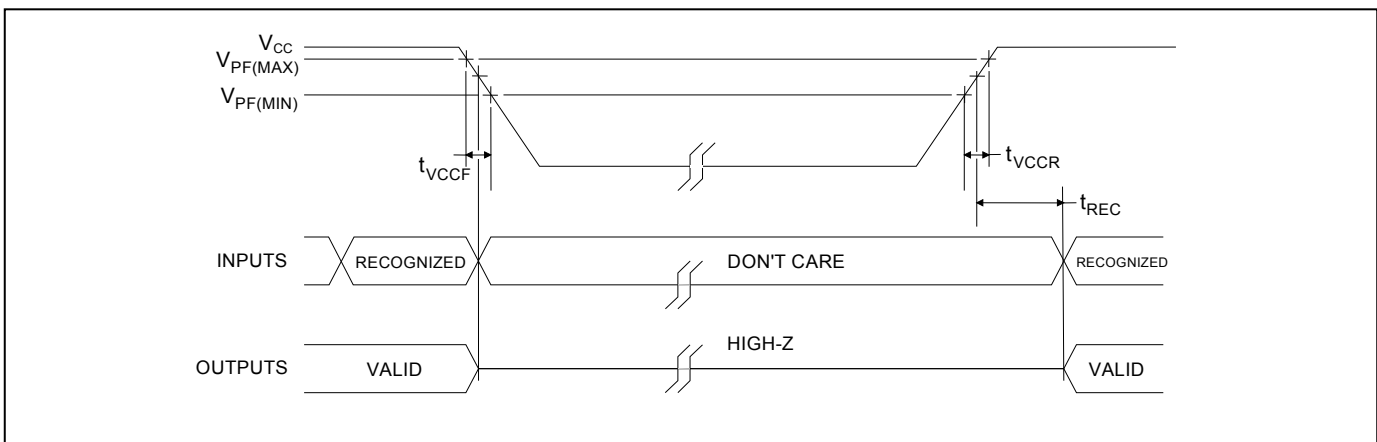 VCC
VPF(MAX)
VPF(MIN)
tVCCF
tVCCR
tREC
INPUTS
RECOGNIZED
DON'T CARE
RECOGNIZED
HIGH-Z
OUTPUTS
VALID
VALID